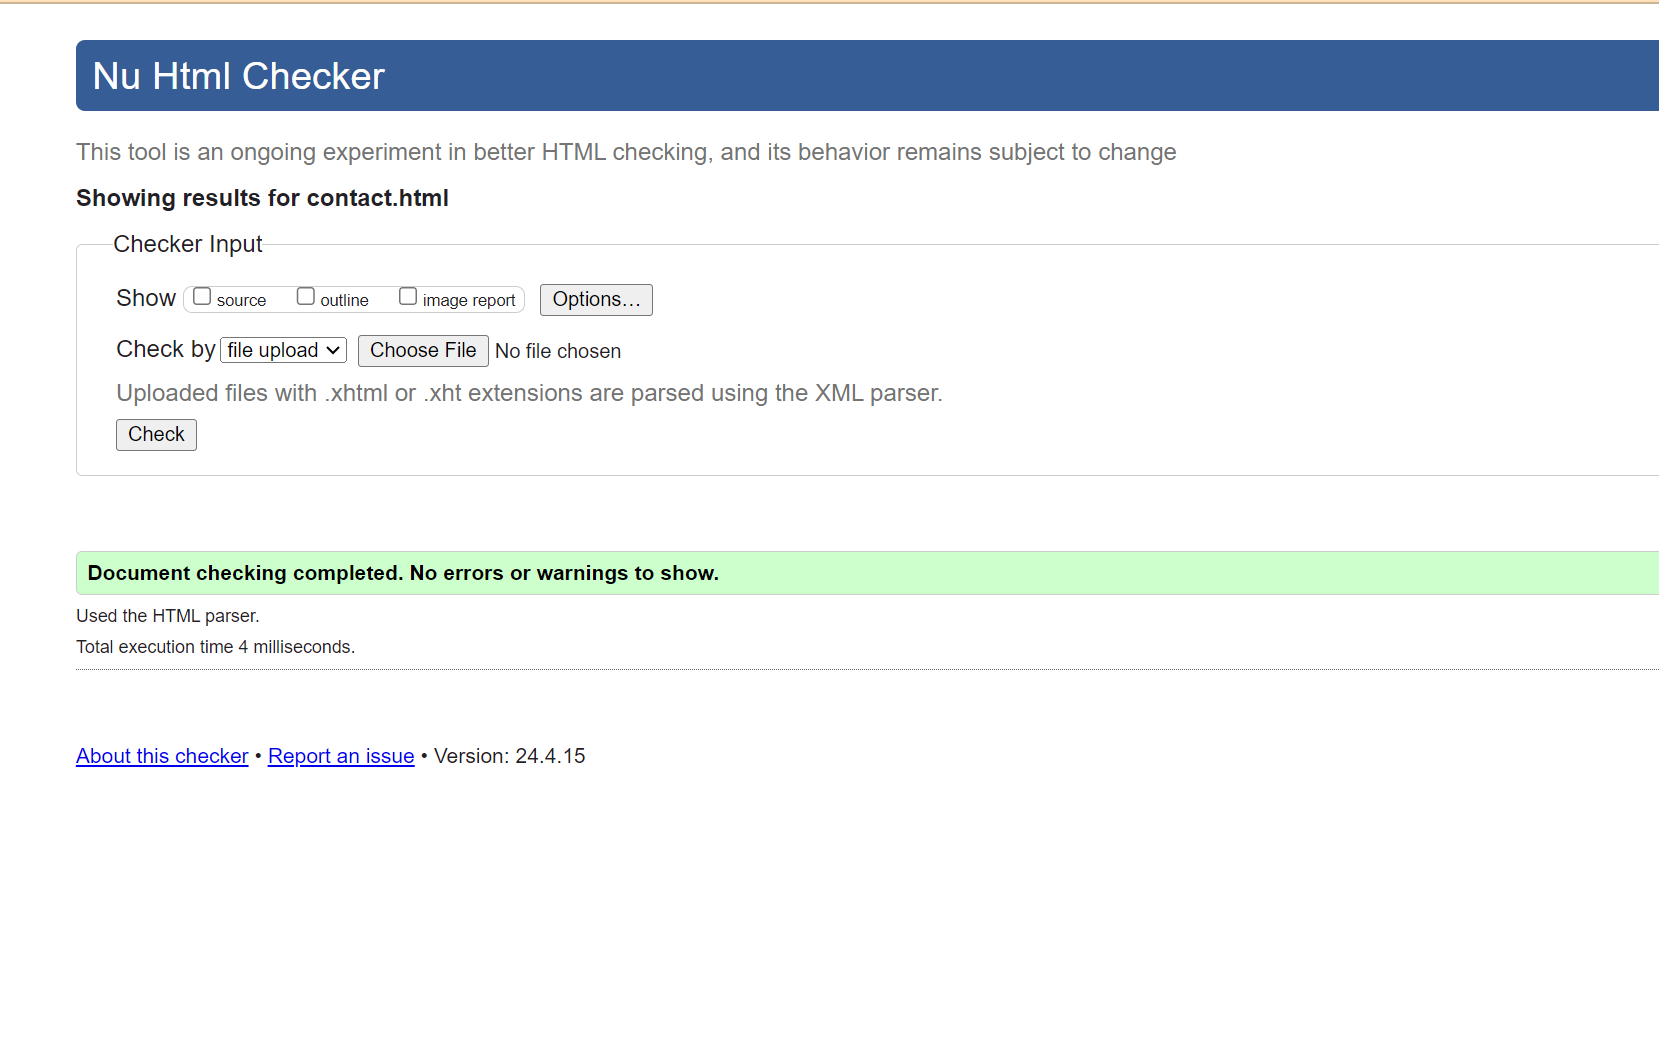 Nu Html Checker
This tool is an ongoing experiment in better HTML checking, and its behavior remains subject to change
Showing results for contact.html
Checker Input
Show source outline image report Options…
Check by file upload Choose File No file chosen
Uploaded files with .xhtml or .xht extensions are parsed using the XML parser.
Check
Document checking completed. No errors or warnings to show.
Used the HTML parser.
Total execution time 4 milliseconds.
About this checker • Report an issue • Version: 24.4.15